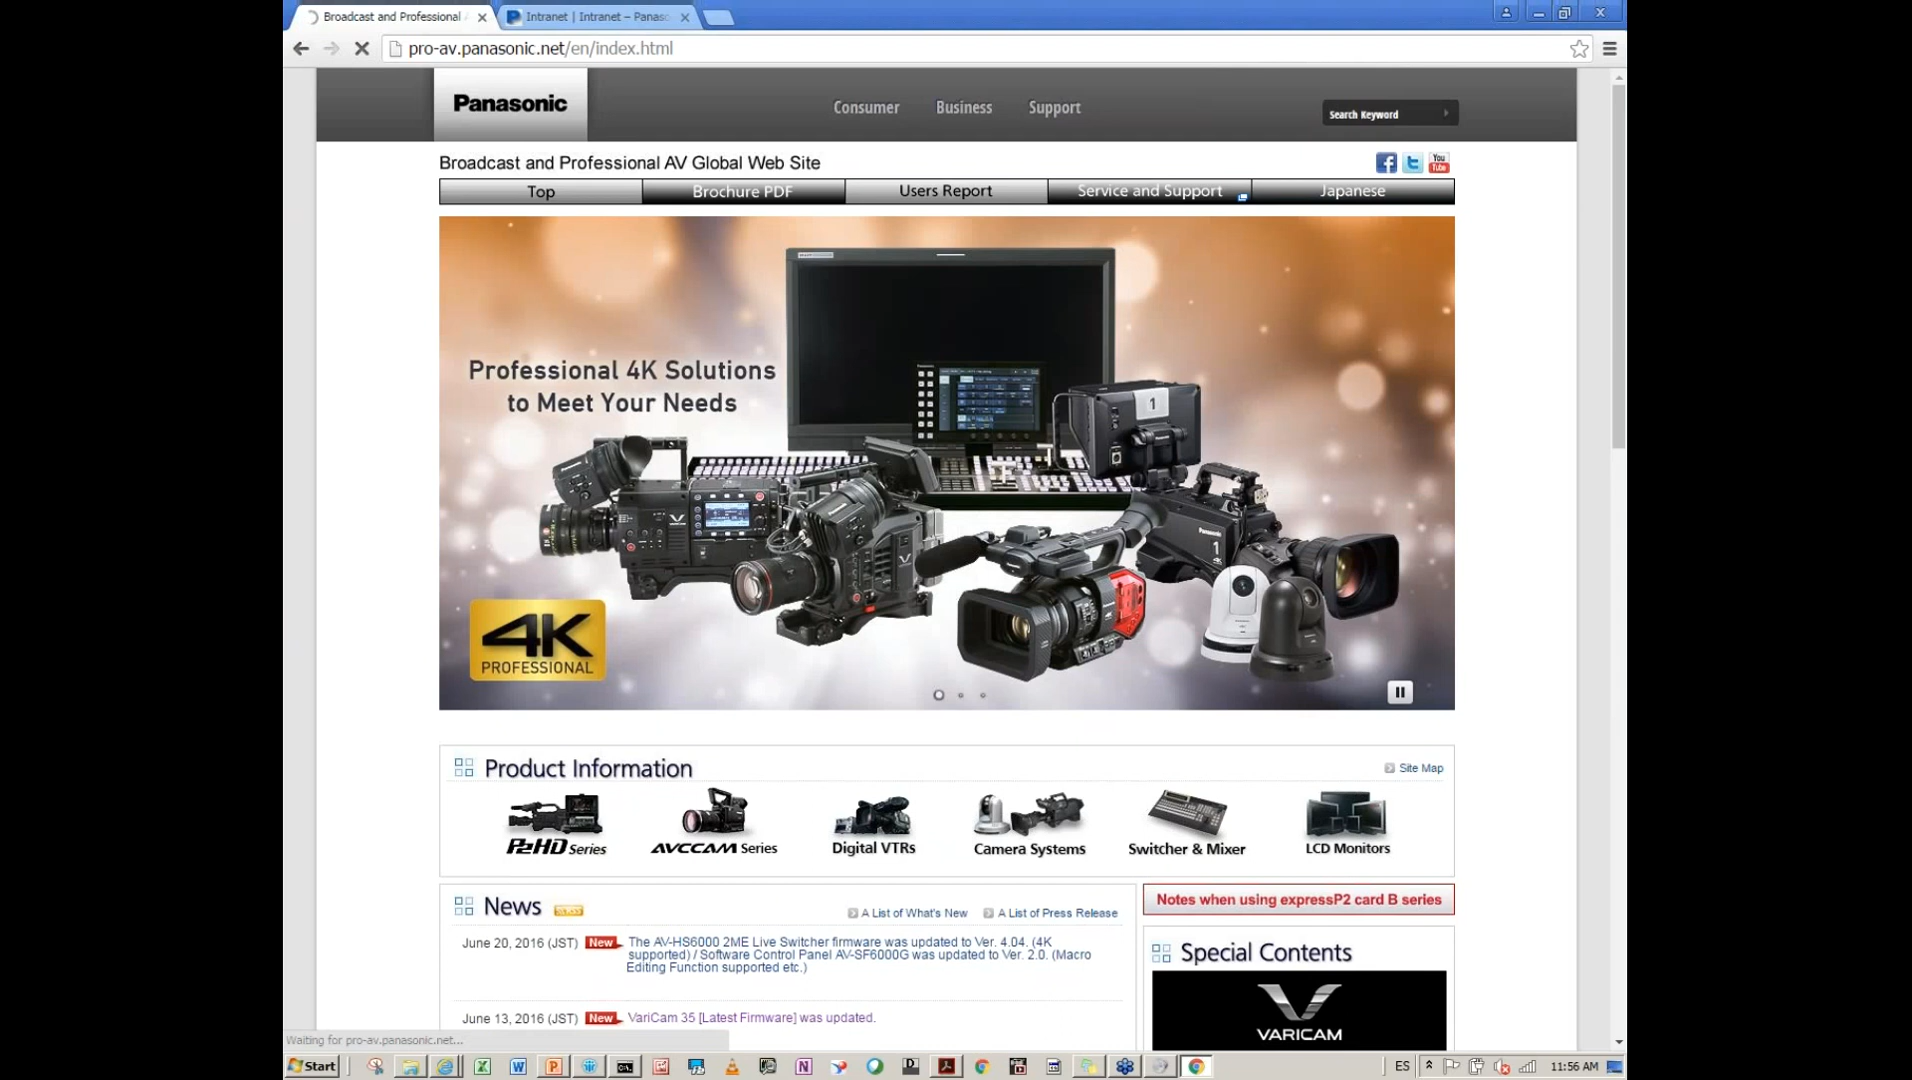 Broadcast and Professional
Intranet | Intranet – Panaso
pro-av.panasonic.net/en/index.html
Panasonic
Consumer
Business
Support
Search Keyword
Broadcast and Professional AV Global Web Site
You
Tube
Top
Brochure PDF
Users Report
Service and Support
Japanese
Professional 4K Solutions
to Meet Your Needs
1
1
4K
PROFESSIONAL
Product Information
Site Map
P2HD Series
AVCCAM Series
Digital VTRs
Camera Systems
Switcher & Mixer
LCD Monitors
News
A List of What's New
A List of Press Release
June 20, 2016 (JST)
New
The AV-HS6000 2ME Live Switcher firmware was updated to Ver. 4.04. (4K
supported) / Software Control Panel AV-SF6000G was updated to Ver. 2.0. (Macro
Editing Function supported etc.)
June 13, 2016 (JST)
New
VariCam 35 [Latest Firmware] was updated.
Notes when using expressP2 card B series
Special Contents
VARICAM
Waiting for pro-av.panasonic.net...
Start
ES
11:56 AM